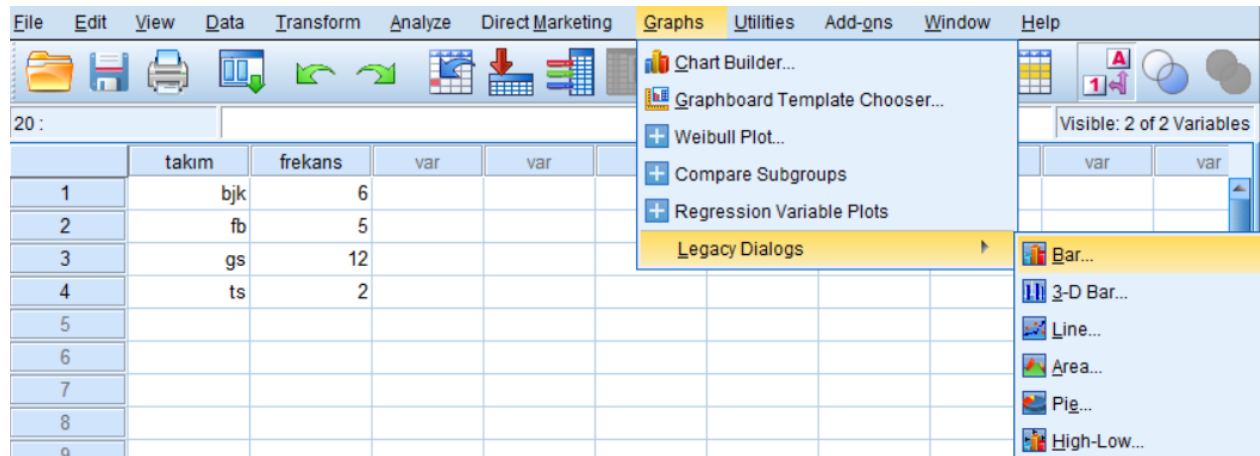 File Edit View Data Transform Analyze Direct Marketing Graphs Utilities Add-ons Window Help
Chart Builder...
A
1
Graphboard Template Chooser...
20 :
Visible: 2 of 2 Variables
Weibull Plot...
takım frekans var var var var
Compare Subgroups
1 bjk 6
Regression Variable Plots
2 fb 5
Legacy Dialogs
Bar...
3 gs 12
4 ts 2
3-D Bar...
5
Line...
6
Area...
7
Pie...
8
High-Low...
9